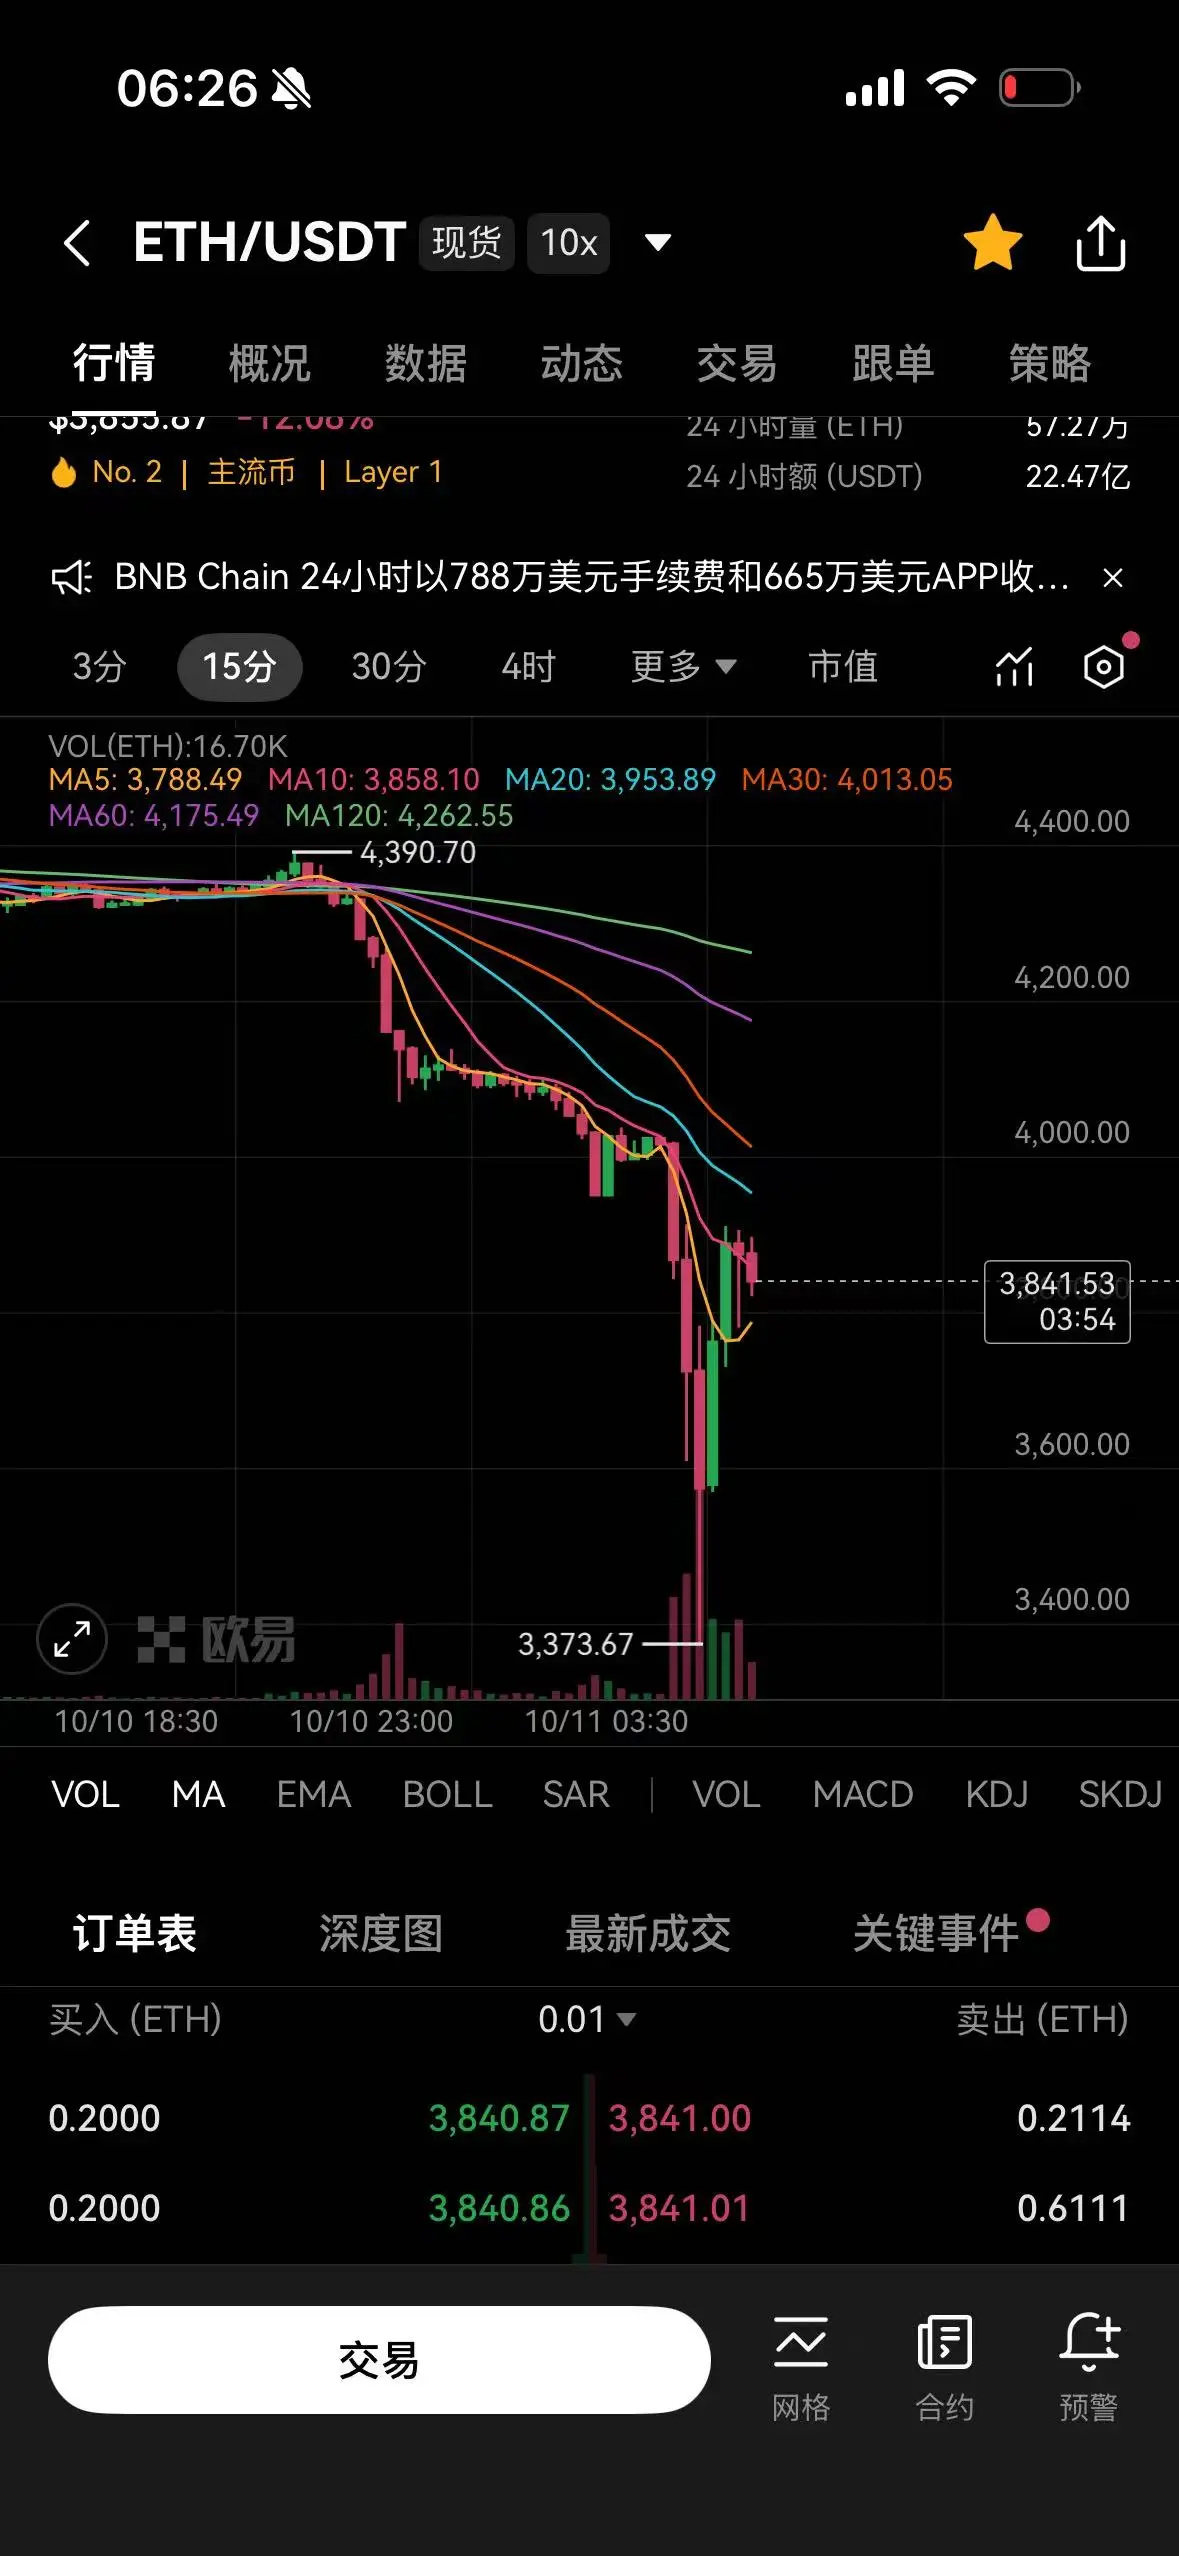 06:26
ETH/USDT 现货 10x
行情 概况 数据 动态 交易 跟单 策略
$3,855.87 -12.08% 24 小时量 (ETH) 57.27万
No. 2 | 主流币 | Layer 1 24 小时额 (USDT) 22.47亿
BNB Chain 24小时以788万美元手续费和665万美元APP收...
3分 15分 30分 4时 更多 市值
VOL(ETH):16.70K
MA5: 3,788.49 MA10: 3,858.10 MA20: 3,953.89 MA30: 4,013.05
MA60: 4,175.49 MA120: 4,262.55
4,400.00
4,390.70
4,200.00
4,000.00
3,841.53
03:54
3,600.00
3,400.00
欧易
3,373.67
10/10 18:30 10/10 23:00 10/11 03:30
VOL MA EMA BOLL SAR | VOL MACD KDJ SKDJ
订单表 深度图 最新成交 关键事件
买入 (ETH) 0.01 卖出 (ETH)
0.2000 3,840.87 3,841.00 0.2114
0.2000 3,840.86 3,841.01 0.6111
交易 网格 合约 预警